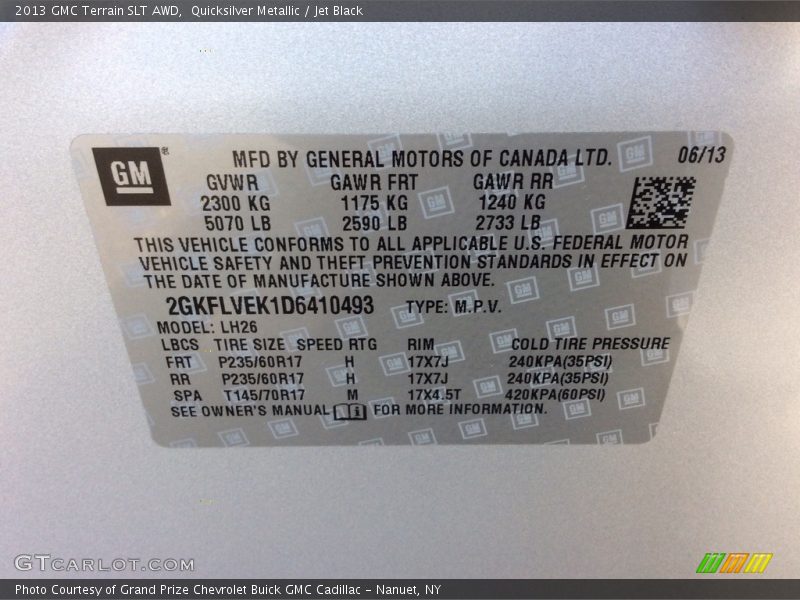 2013 GMC Terrain SLT AWD,  Quicksilver Metallic / Jet Black
GM ®
MFD BY GENERAL MOTORS OF CANADA LTD. 06/13
GVWR GAWR FRT GAWR RR
2300 KG 1175 KG 1240 KG
5070 LB 2590 LB 2733 LB
THIS VEHICLE CONFORMS TO ALL APPLICABLE U.S. FEDERAL MOTOR
VEHICLE SAFETY AND THEFT PREVENTION STANDARDS IN EFFECT ON
THE DATE OF MANUFACTURE SHOWN ABOVE.
2GKFLVEK1D6410493 TYPE: M.P.V.
MODEL: LH26
LBCS TIRE SIZE SPEED RTG RIM COLD TIRE PRESSURE
FRT P235/60R17 H 17X7J 240KPA(35PSI)
RR P235/60R17 H 17X7J 240KPA(35PSI)
SPA T145/70R17 M 17X4.5T 420KPA(60PSI)
SEE OWNER'S MANUAL i FOR MORE INFORMATION.
GTCARLOT.COM
Photo Courtesy of Grand Prize Chevrolet Buick GMC Cadillac – Nanuet, NY